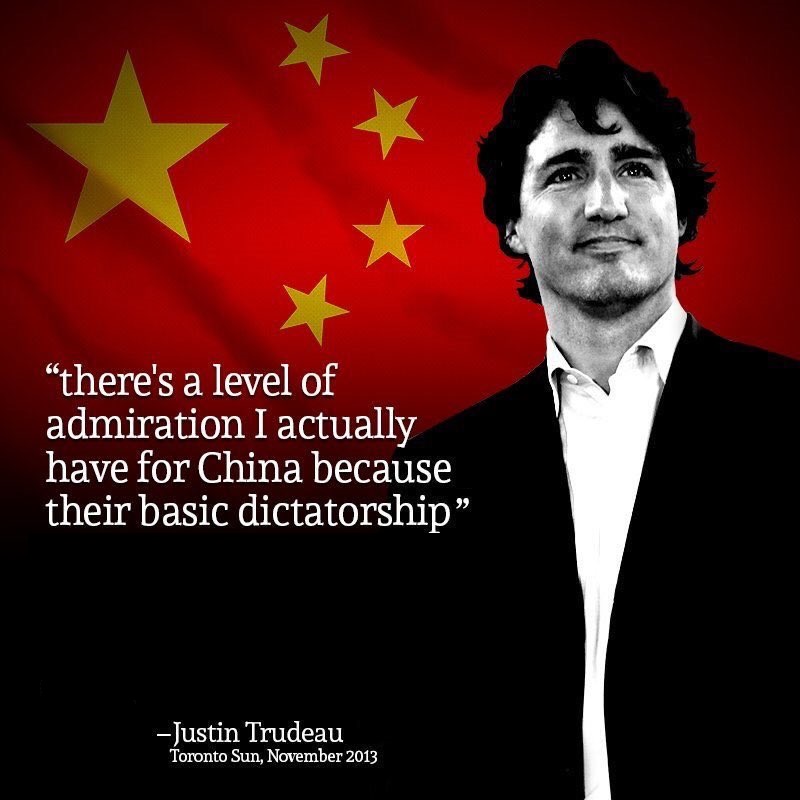 “there's a level of
admiration I actually
have for China because
their basic dictatorship”
–Justin Trudeau
Toronto Sun, November 2013